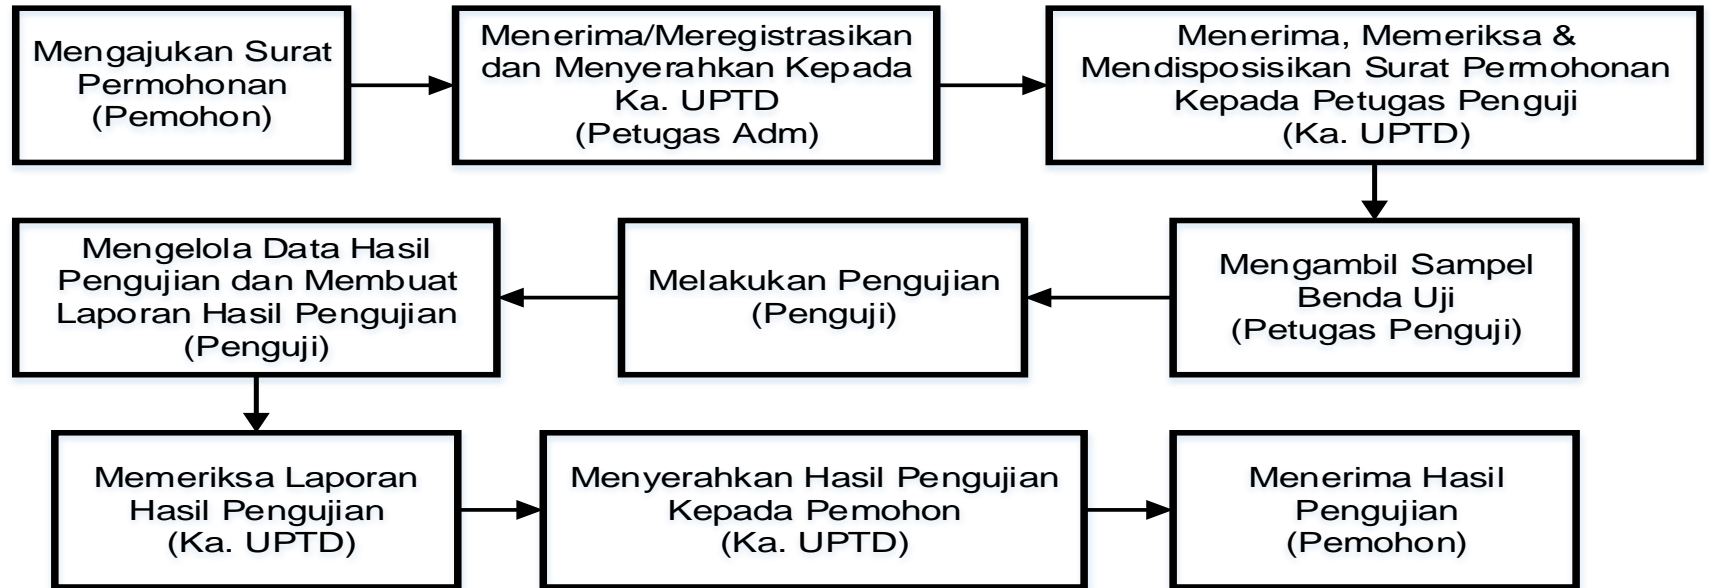 Mengajukan Surat
Permohonan
(Pemohon)
Menerima/Meregistrasikan
dan Menyerahkan Kepada
Ka. UPTD
(Petugas Adm)
Menerima, Memeriksa &
Mendisposisikan Surat Permohonan
Kepada Petugas Penguji
(Ka. UPTD)
Mengambil Sampel
Benda Uji
(Petugas Penguji)
Melakukan Pengujian
(Penguji)
Mengelola Data Hasil
Pengujian dan Membuat
Laporan Hasil Pengujian
(Penguji)
Memeriksa Laporan
Hasil Pengujian
(Ka. UPTD)
Menyerahkan Hasil Pengujian
Kepada Pemohon
(Ka. UPTD)
Menerima Hasil
Pengujian
(Pemohon)